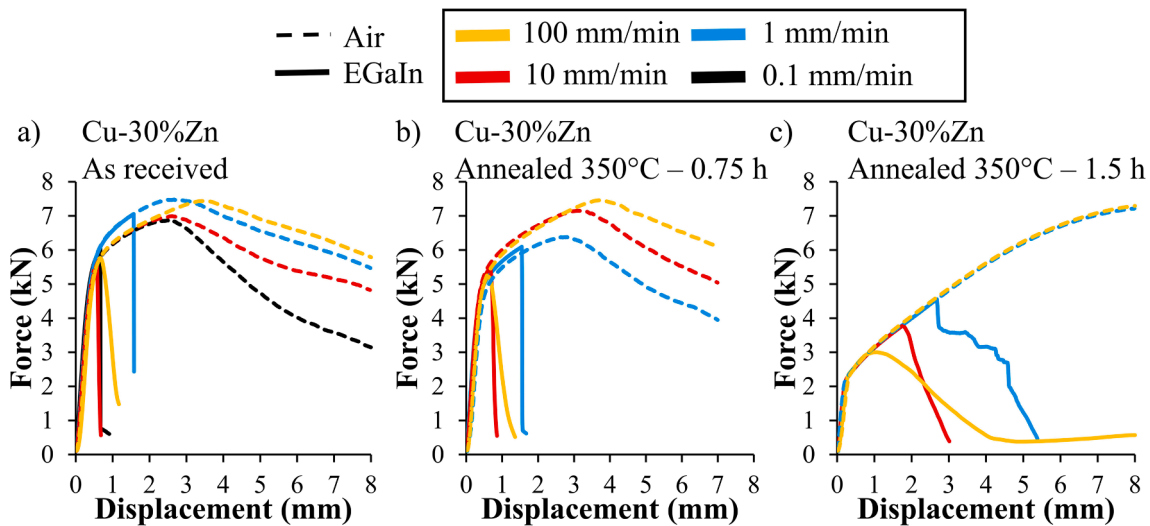 Air
EGaIn
100 mm/min
1 mm/min
10 mm/min
0.1 mm/min
a)
Cu-30%Zn
As received
b)
Cu-30%Zn
Annealed 350°C – 0.75 h
c)
Cu-30%Zn
Annealed 350°C – 1.5 h
Force (kN)
8
7
6
5
4
3
2
1
0
0 1 2 3 4 5 6 7 8
Displacement (mm)
Force (kN)
8
7
6
5
4
3
2
1
0
0 1 2 3 4 5 6 7 8
Displacement (mm)
Force (kN)
8
7
6
5
4
3
2
1
0
0 1 2 3 4 5 6 7 8
Displacement (mm)